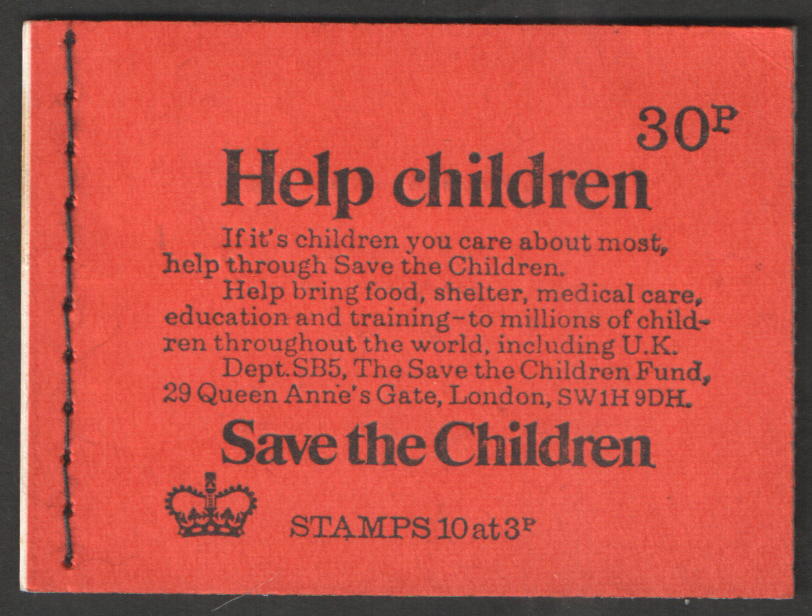 30P
Help children
If it's children you care about most,
help through Save the Children.
Help bring food, shelter, medical care,
education and training-to millions of child-
ren throughout the world, including U.K.
Dept.SB5, The Save the Children Fund,
29 Queen Anne's Gate, London, SW1H 9DH.
Save the Children
STAMPS 10 at 3P